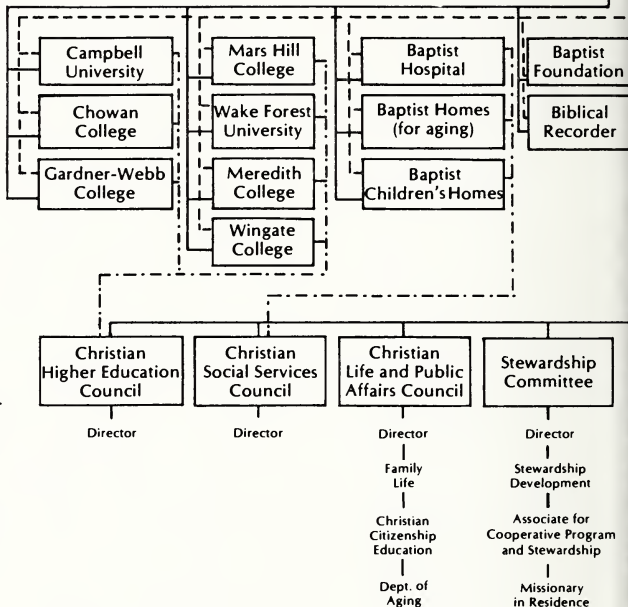 Campbell
University
Chowan
College
Gardner-Webb
College
Mars Hill
College
Wake Forest
University
Meredith
College
Wingate
College
Baptist
Hospital
Baptist Homes
(for aging)
Baptist
Children's Homes
Baptist
Foundation
Biblical
Recorder
Christian
Higher Education
Council
Director
Christian
Social Services
Council
Director
Christian
Life and Public
Affairs Council
Director
Family
Life
Christian
Citizenship
Education
Dept. of
Aging
Stewardship
Committee
Director
Stewardship
Development
Associate for
Cooperative Program
and Stewardship
Missionary
in Residence